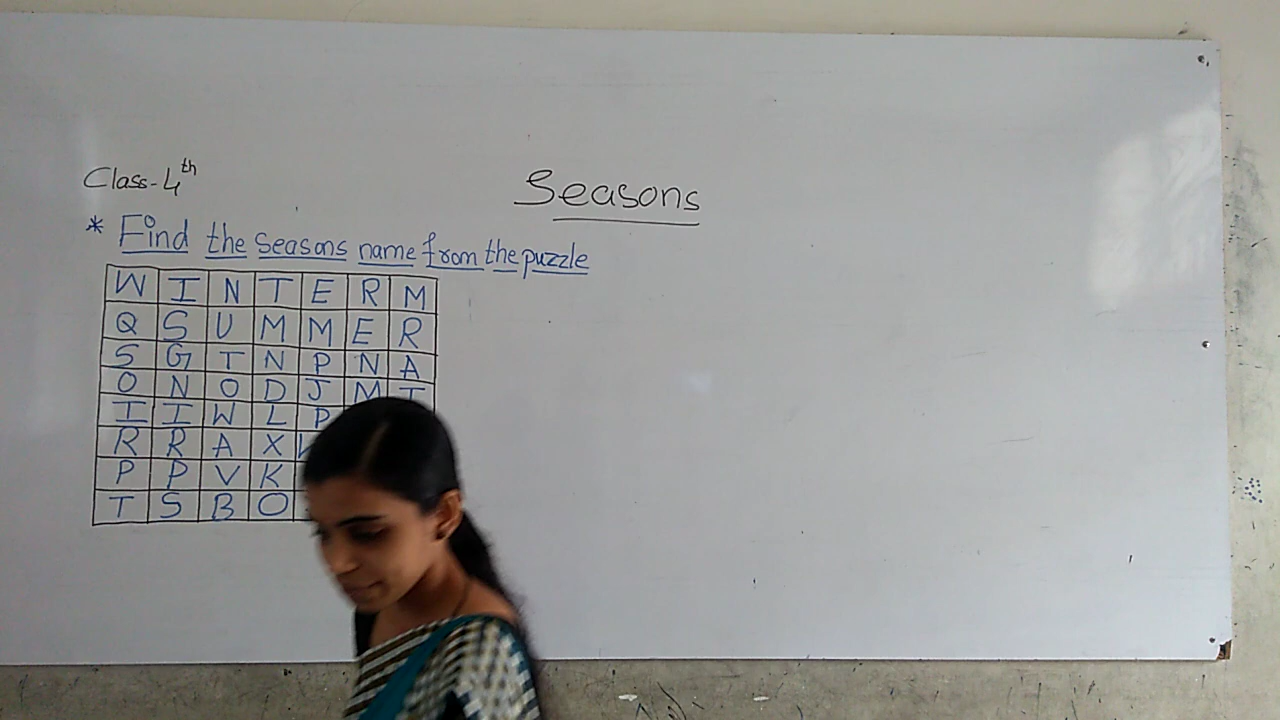 Class-4th
Seasons
* Find the seasons name from the puzzle
W I N T E R M
Q S U M M E R
S G T N P N A
O N O D J M T
I I W L P
R R A X
P P V K
T S B O